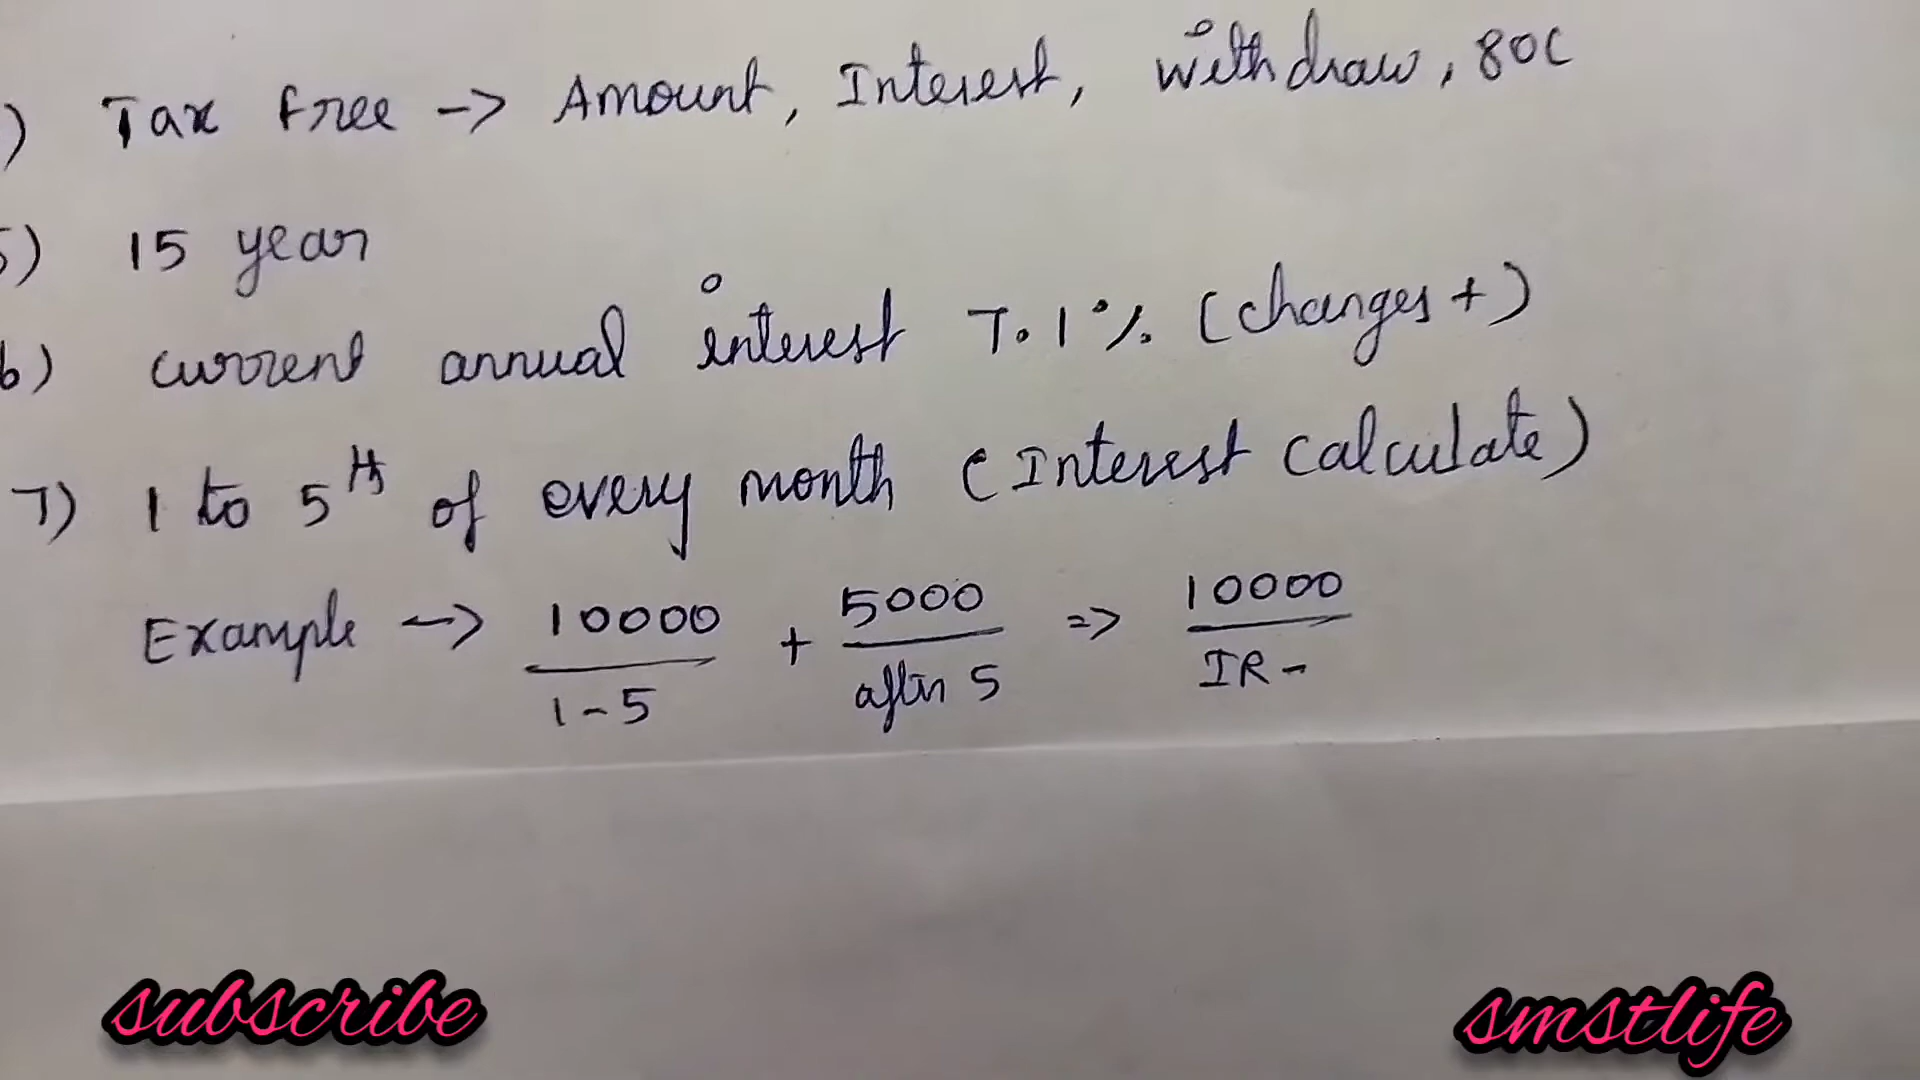 ) Tax free -> Amount, Interest, withdraw, 80C
5) 15 year
6) current annual interest 7.1% (changes +)
7) 1 to 5th of every month (Interest calculate)
Example -> 10000 + 5000 => 10000
1-5 after 5 IR -
subscribe smstlife